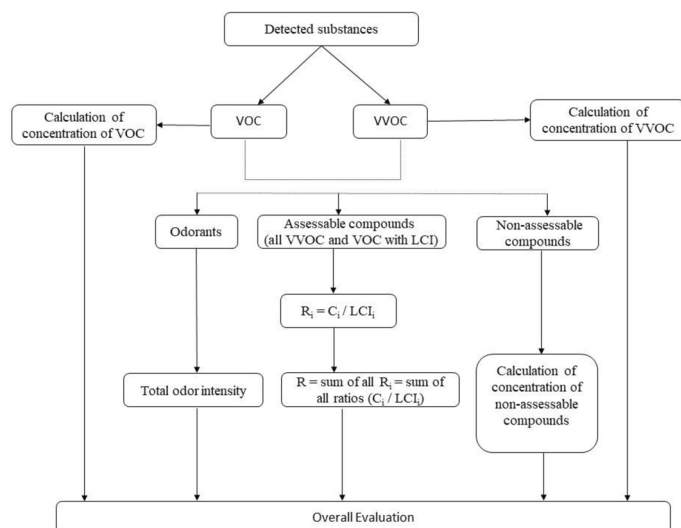 Detected substances
Calculation of
concentration of VOC
VOC
VVOC
Calculation of
concentration of VVOC
Odorants
Assessable compounds
(all VVOC and VOC with LCI)
Non-assessable
compounds
Rᵢ = Cᵢ / LCIᵢ
Total odor intensity
R = sum of all Rᵢ = sum of
all ratios (Cᵢ / LCIᵢ)
Calculation of
concentration of
non-assessable
compounds
Overall Evaluation